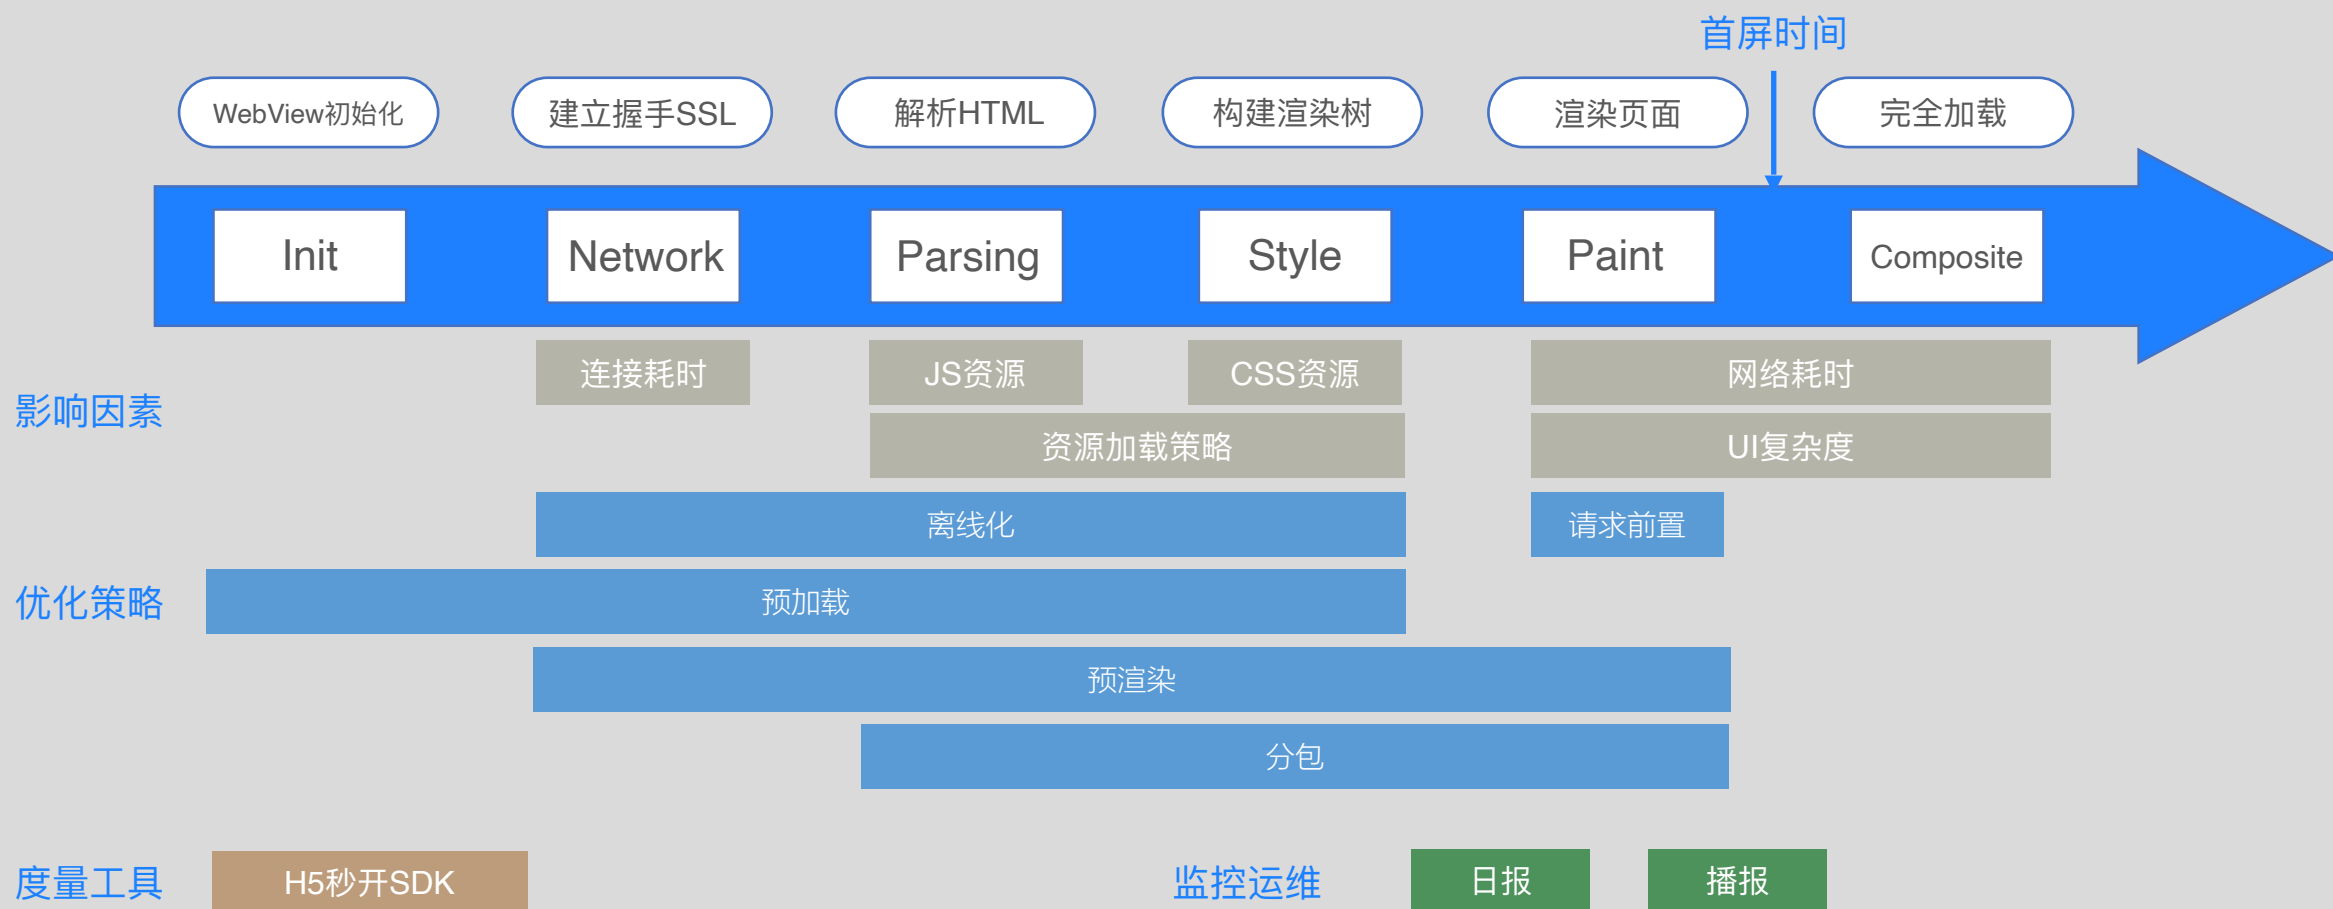 首屏时间
WebView初始化
建立握手SSL
解析HTML
构建渲染树
渲染页面
完全加载
Init
Network
Parsing
Style
Paint
Composite
影响因素
连接耗时
JS资源
CSS资源
网络耗时
资源加载策略
UI复杂度
优化策略
离线化
请求前置
预加载
预渲染
分包
度量工具
H5秒开SDK
监控运维
日报
播报